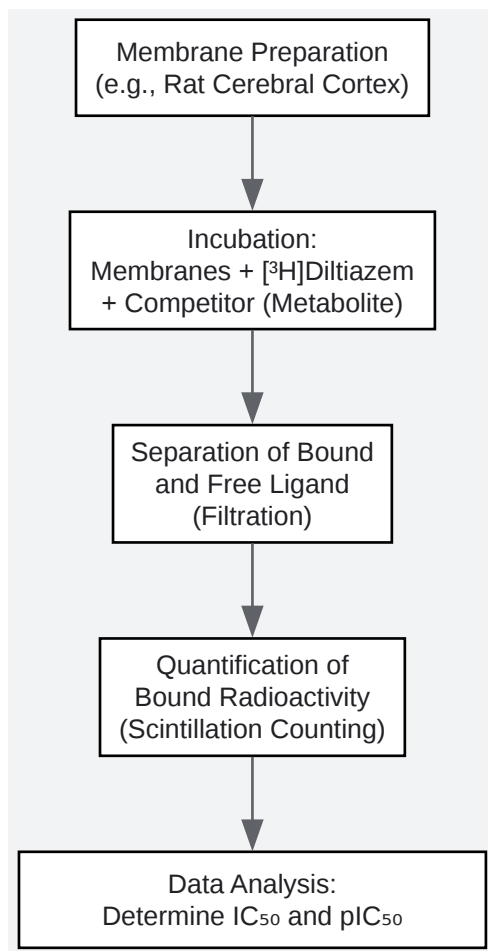 Membrane Preparation
(e.g., Rat Cerebral Cortex)
Incubation:
Membranes + [³H]Diltiazem
+ Competitor (Metabolite)
Separation of Bound
and Free Ligand
(Filtration)
Quantification of
Bound Radioactivity
(Scintillation Counting)
Data Analysis:
Determine IC₅₀ and pIC₅₀